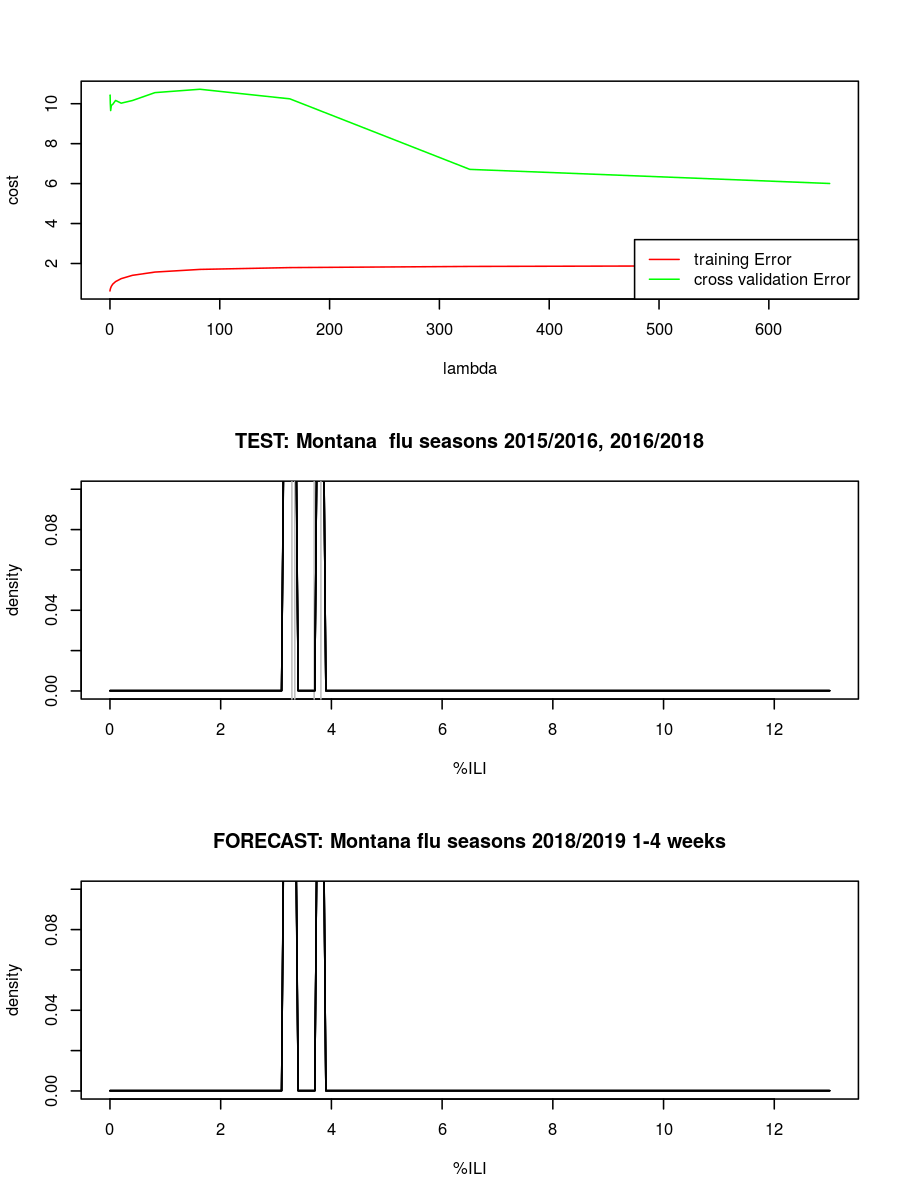 10
8
6
4
2
cost
training Error
cross validation Error
0 100 200 300 400 500 600
lambda
TEST: Montana  flu seasons 2015/2016, 2016/2018
0.08
0.04
0.00
density
0 2 4 6 8 10 12
%ILI
FORECAST: Montana flu seasons 2018/2019 1-4 weeks
0.08
0.04
0.00
density
0 2 4 6 8 10 12
%ILI